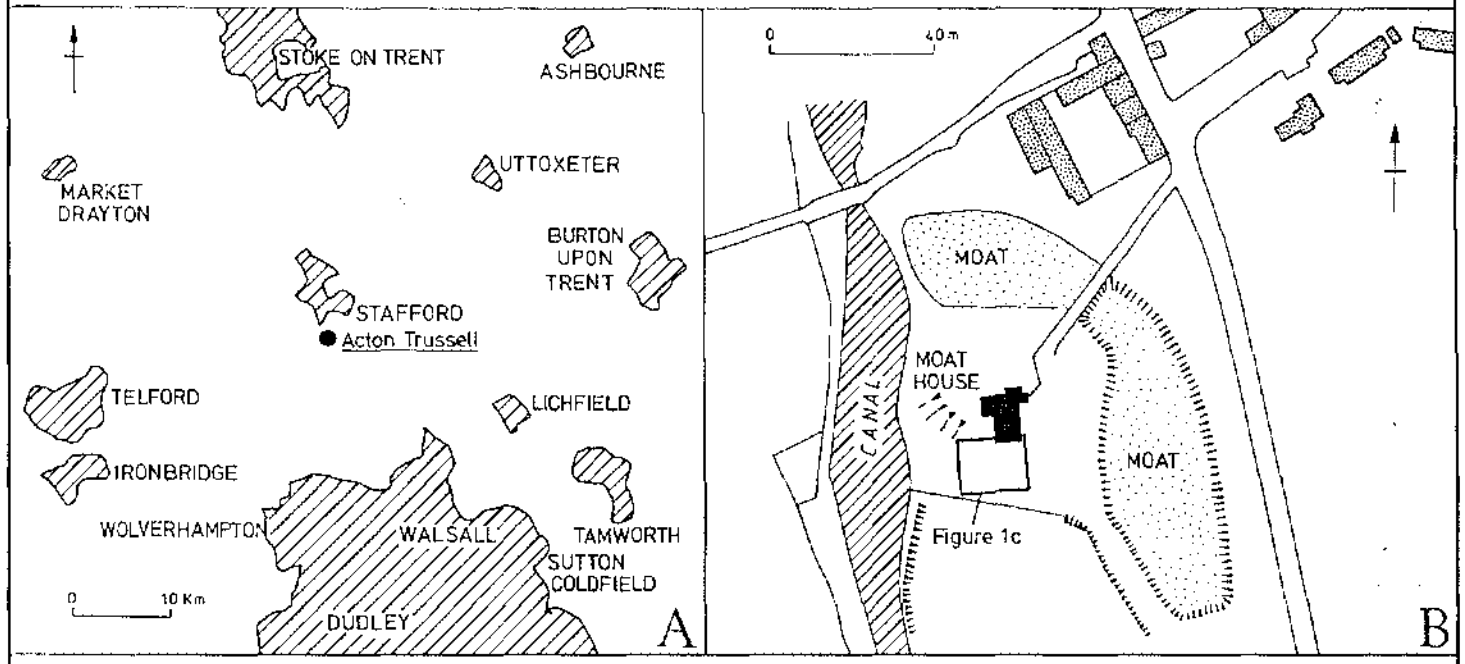 STOKE ON TRENT
ASHBOURNE
UTTOXETER
MARKET
DRAYTON
BURTON
UPON
TRENT
STAFFORD
Acton Trussell
TELFORD
LICHFIELD
IRONBRIDGE
WOLVERHAMPTON
WALSALL
TAMWORTH
SUTTON
COLDFIELD
0 10 Km
DUDLEY
A
0 40 m
MOAT
MOAT
HOUSE
CANAL
MOAT
Figure 1c
B